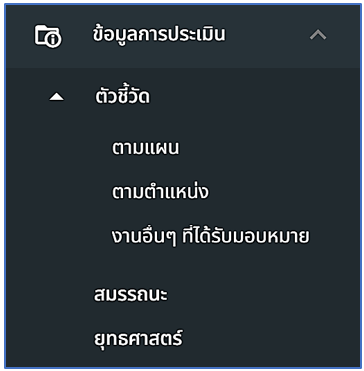 ข้อมูลการประเมิน
ตัวชี้วัด
ตามแผน
ตามตำแหน่ง
งานอื่นๆ ที่ได้รับมอบหมาย
สมรรถนะ
ยุทธศาสตร์